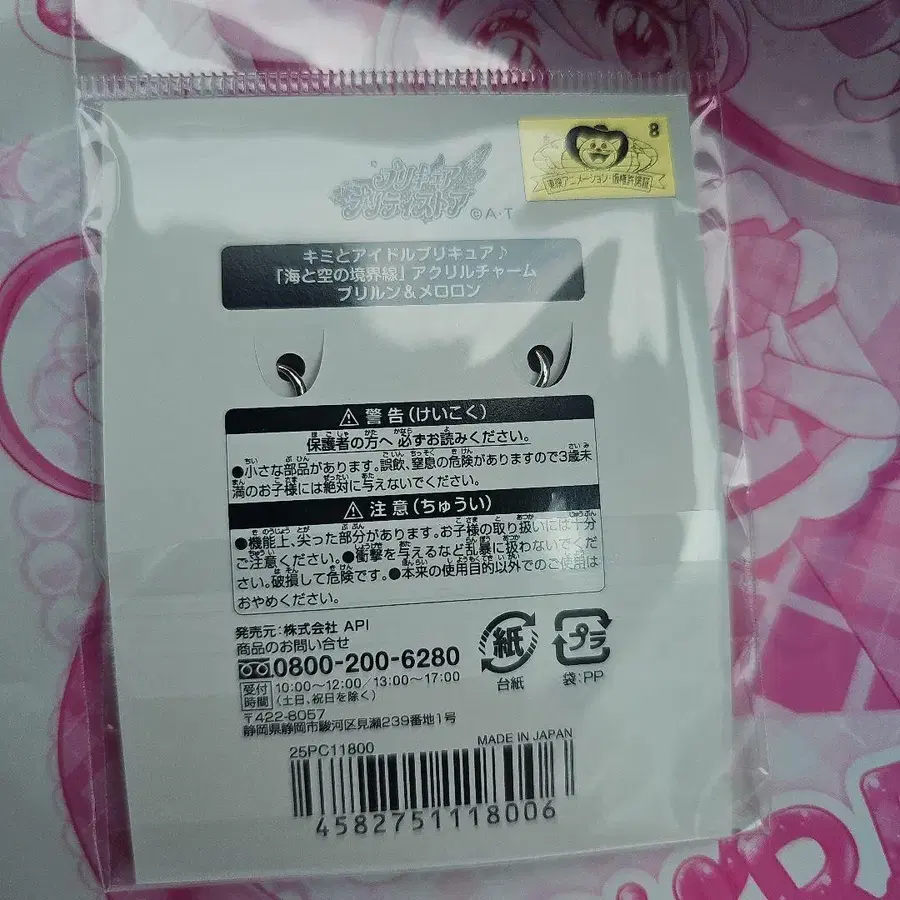 プリキュア
プリティストア
©A・T
8
東映アニメーション・版権許諾証
キミとアイドルプリキュア♪
「海と空の境界線」アクリルチャーム
プリルン＆メロロン
⚠警告(けいこく)
保護者の方へ必ずお読みください。
●小さな部品があります。誤飲、窒息の危険がありますので3歳未
満のお子様には絶対に与えないでください。
⚠注意(ちゅうい)
●機能上、尖った部分があります。お子様の取り扱いには十分
ご注意ください。●衝撃を与えるなど乱暴に扱わないでくだ
さい。破損して危険です。●本来の使用目的以外でのご使用は
おやめください。
発売元:株式会社 API
商品のお問い合せ
0800-200-6280
受付時間 10:00〜12:00/13:00〜17:00
(土日、祝日を除く)
〒422-8057
静岡県静岡市駿河区見瀬239番地1号
紙
台紙
プラ
袋:PP
25PC11800
MADE IN JAPAN
4582751118006